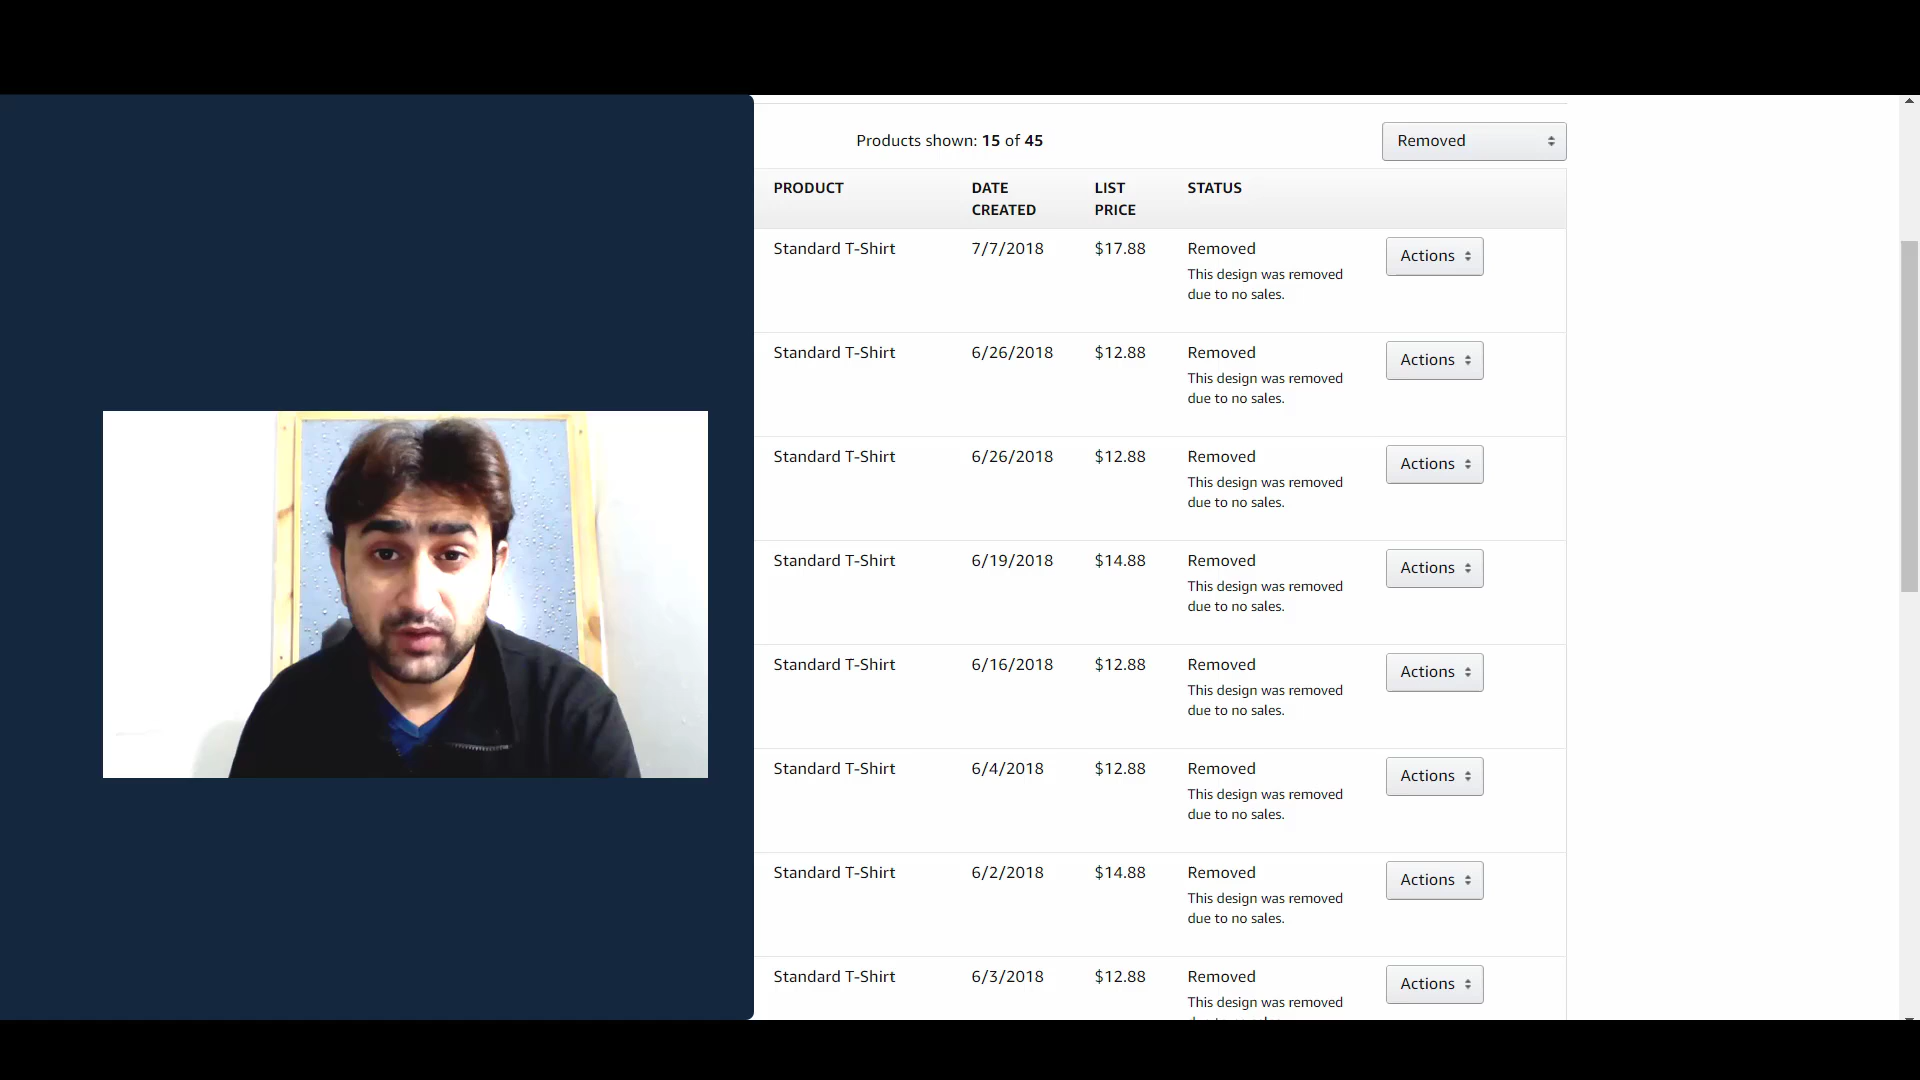 Products shown: 15 of 45
Removed
PRODUCT
DATE CREATED
LIST PRICE
STATUS
Standard T-Shirt 7/7/2018 $17.88 Removed Actions
This design was removed
due to no sales.
Standard T-Shirt 6/26/2018 $12.88 Removed Actions
This design was removed
due to no sales.
Standard T-Shirt 6/26/2018 $12.88 Removed Actions
This design was removed
due to no sales.
Standard T-Shirt 6/19/2018 $14.88 Removed Actions
This design was removed
due to no sales.
Standard T-Shirt 6/16/2018 $12.88 Removed Actions
This design was removed
due to no sales.
Standard T-Shirt 6/4/2018 $12.88 Removed Actions
This design was removed
due to no sales.
Standard T-Shirt 6/2/2018 $14.88 Removed Actions
This design was removed
due to no sales.
Standard T-Shirt 6/3/2018 $12.88 Removed Actions
This design was removed